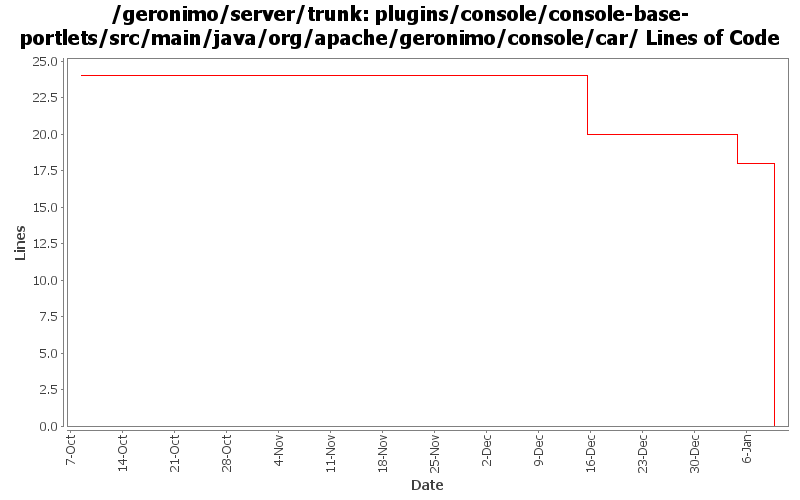 /geronimo/server/trunk: plugins/console/console-base-
portlets/src/main/java/org/apache/geronimo/console/car/ Lines of Code
25.0
22.5
20.0
17.5
15.0
12.5
10.0
7.5
5.0
2.5
0.0
Lines
7-Oct
14-Oct
21-Oct
28-Oct
4-Nov
11-Nov
18-Nov
25-Nov
2-Dec
9-Dec
16-Dec
23-Dec
30-Dec
6-Jan
Date